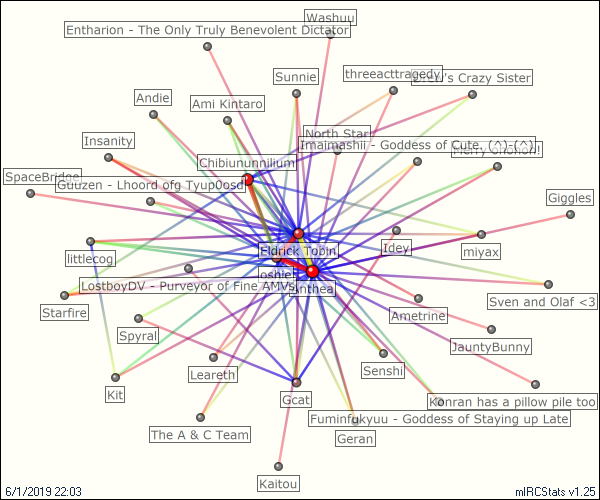 Washuu
Entharion - The Only Truly Benevolent Dictator
Sunnie
threeacttragedy
Crazy Sister
Andie
Ami Kintaro
North Star
Insanity
Imaimashii - Goddess of Cute, (^)-(^)
Chibiununnilium
SpaceBridge
Guuzen - Lhoord ofg Tyup0osd
Giggles
Eldrick Tobin
Idey
miyax
littlecog
Anthea
LostboyDV - Purveyor of Fine AMVs
Sven and Olaf <3
Starfire
Ametrine
Spyral
JauntyBunny
Leareth
Senshi
Kit
Gcat
Konran has a pillow pile too
Fuminfukyuu - Goddess of Staying up Late
The A & C Team
Geran
Kaitou
6/1/2019 22:03
mIRCStats v1.25